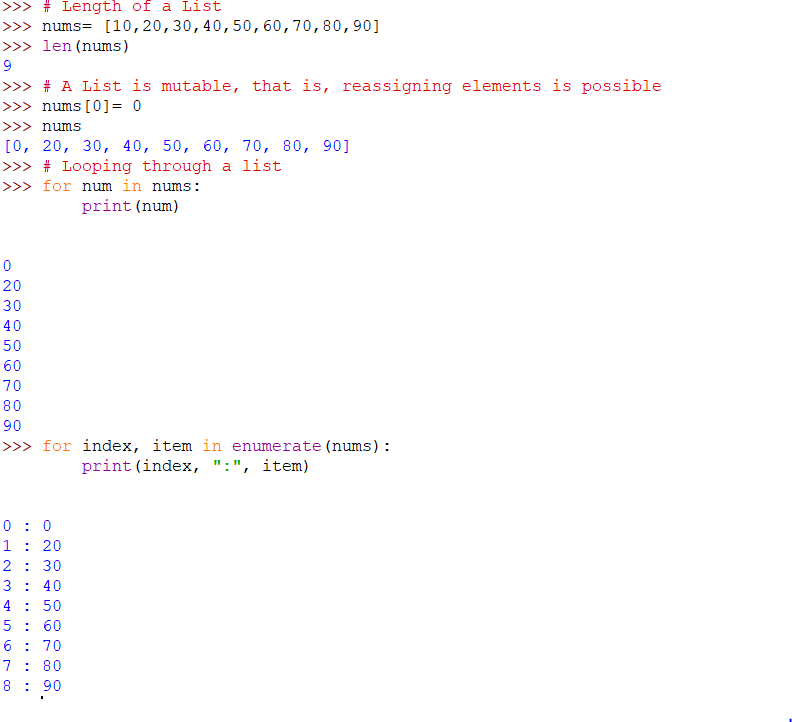 >>> # Length of a List
>>> nums= [10,20,30,40,50,60,70,80,90]
>>> len(nums)
9
>>> # A List is mutable, that is, reassigning elements is possible
>>> nums[0]= 0
>>> nums
[0, 20, 30, 40, 50, 60, 70, 80, 90]
>>> # Looping through a list
>>> for num in nums:
        print(num)
0
20
30
40
50
60
70
80
90
>>> for index, item in enumerate(nums):
        print(index, ":", item)
0 : 0
1 : 20
2 : 30
3 : 40
4 : 50
5 : 60
6 : 70
7 : 80
8 : 90